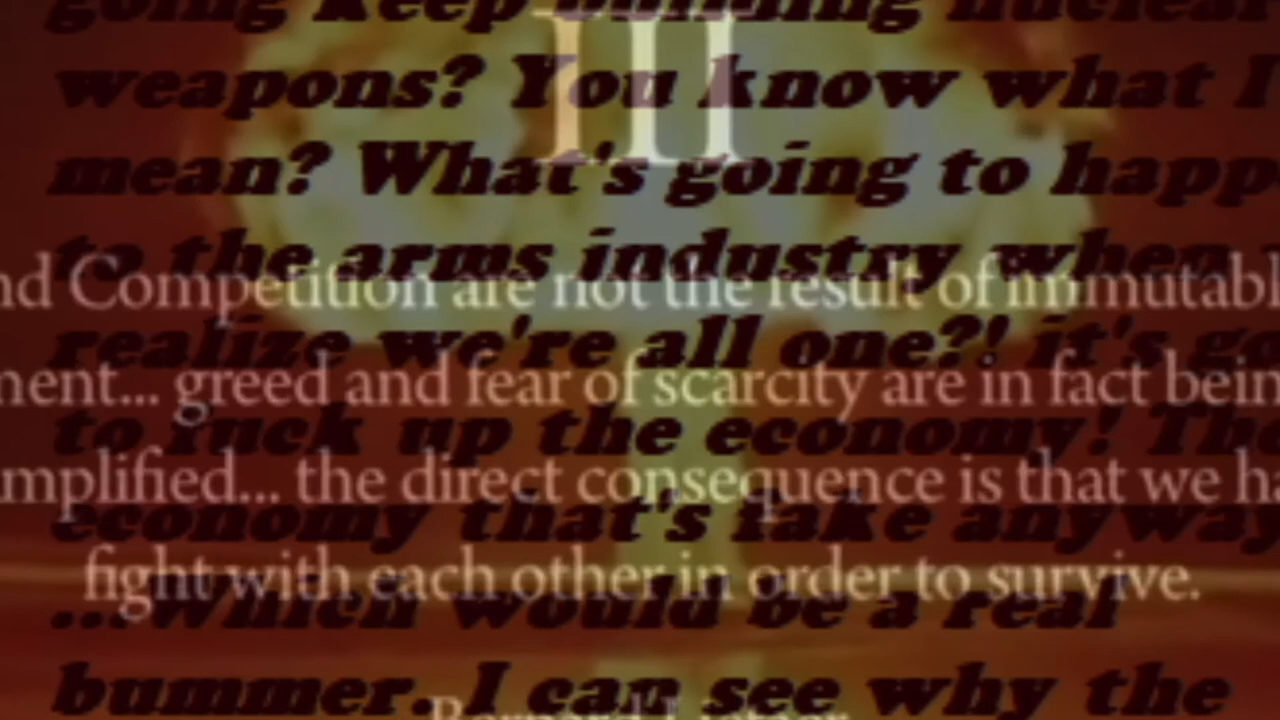 going keep building nuclear
III
weapons? You know what I
mean? What's going to happ
to the arms industry when
nd Competition are not the result of immutabl
realize we're all one?! it's go
ment... greed and fear of scarcity are in fact bein
to fuck up the economy! The
mplified... the direct consequence is that we ha
economy that's fake anyway
fight with each other in order to survive.
...Which would be a real
bummer. I can see why the
Bernard Lietaer